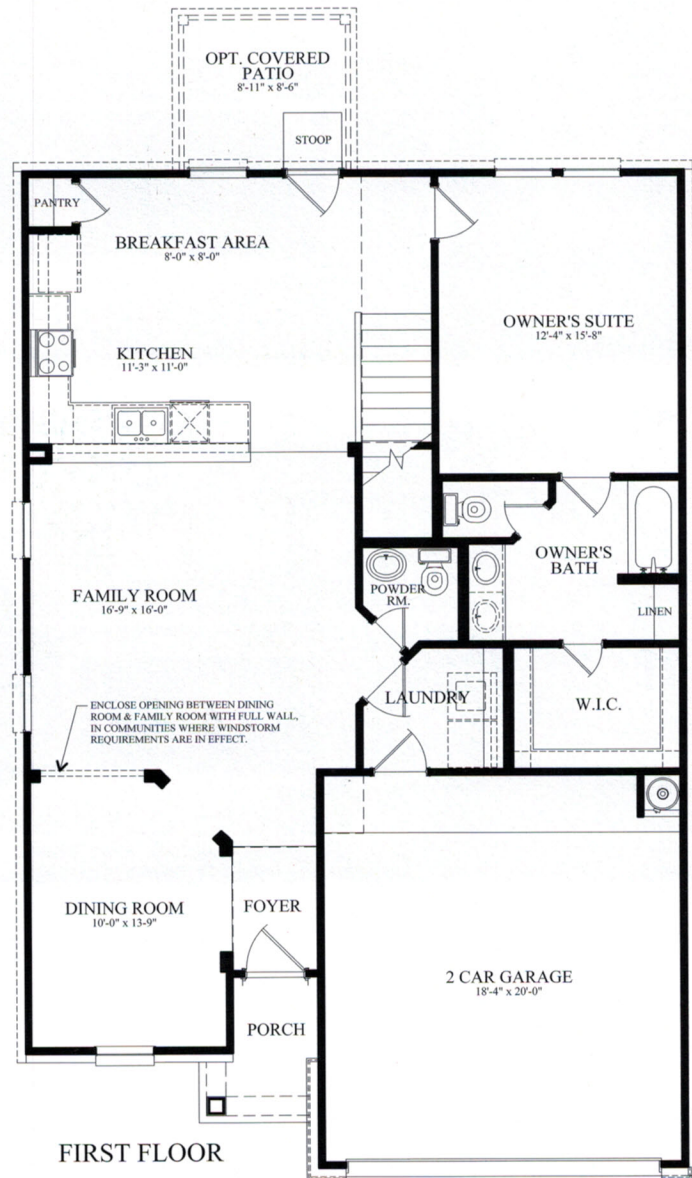 OPT. COVERED
PATIO
8'-11" x 8'-6"
STOOP
PANTRY
BREAKFAST AREA
8'-0" x 8'-0"
OWNER'S SUITE
12'-4" x 15'-8"
KITCHEN
11'-3" x 11'-0"
OWNER'S
BATH
POWDER
RM.
FAMILY ROOM
16'-9" x 16'-0"
LINEN
LAUNDRY
W.I.C.
ENCLOSE OPENING BETWEEN DINING
ROOM & FAMILY ROOM WITH FULL WALL,
IN COMMUNITIES WHERE WINDSTORM
REQUIREMENTS ARE IN EFFECT.
DINING ROOM
10'-0" x 13'-9"
FOYER
2 CAR GARAGE
18'-4" x 20'-0"
PORCH
FIRST FLOOR